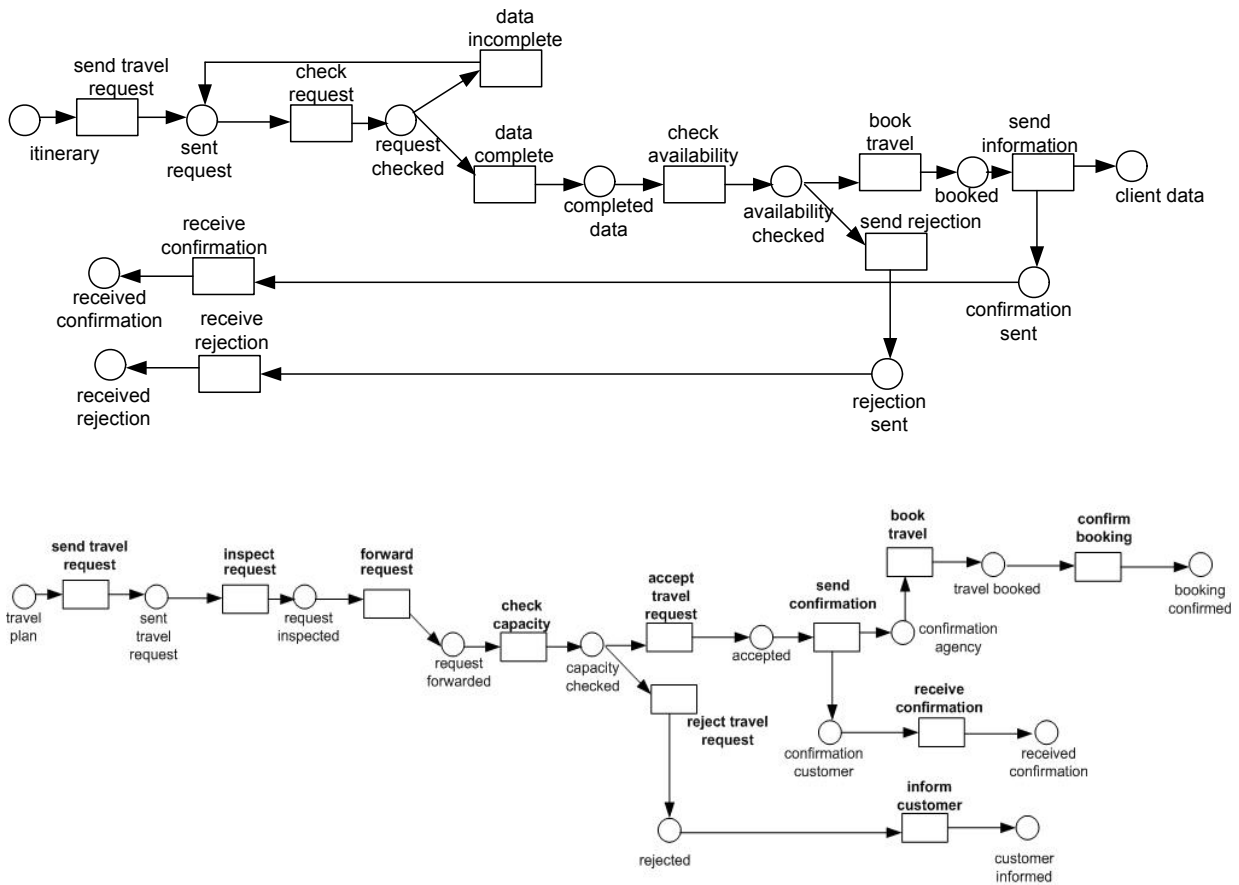 data
incomplete
send travel
request
check
request
itinerary
sent
request
request
checked
data
complete
check
availability
book
travel
send
information
completed
data
availability
checked
booked
client data
send rejection
receive
confirmation
received
confirmation
confirmation
sent
receive
rejection
received
rejection
rejection
sent
book
travel
confirm
booking
send travel
request
inspect
request
forward
request
accept
travel
request
send
confirmation
travel booked
booking
confirmed
travel
plan
sent
travel
request
request
inspected
check
capacity
request
forwarded
capacity
checked
accepted
confirmation
agency
reject travel
request
receive
confirmation
confirmation
customer
received
confirmation
inform
customer
rejected
customer
informed